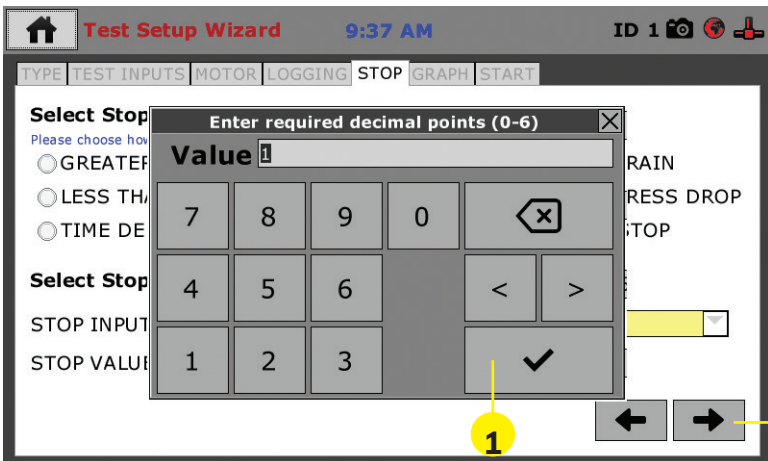 Test Setup Wizard 9:37 AM ID 1
TYPE TEST INPUTS MOTOR LOGGING STOP GRAPH START
Select Stop
Please choose how
Enter required decimal points (0-6)
Value 1
GREATER
RAIN
LESS THA
RESS DROP
TIME DE
STOP
7 8 9 0
Select Stop
4 5 6 < >
STOP INPUT
STOP VALUE
1 2 3
1